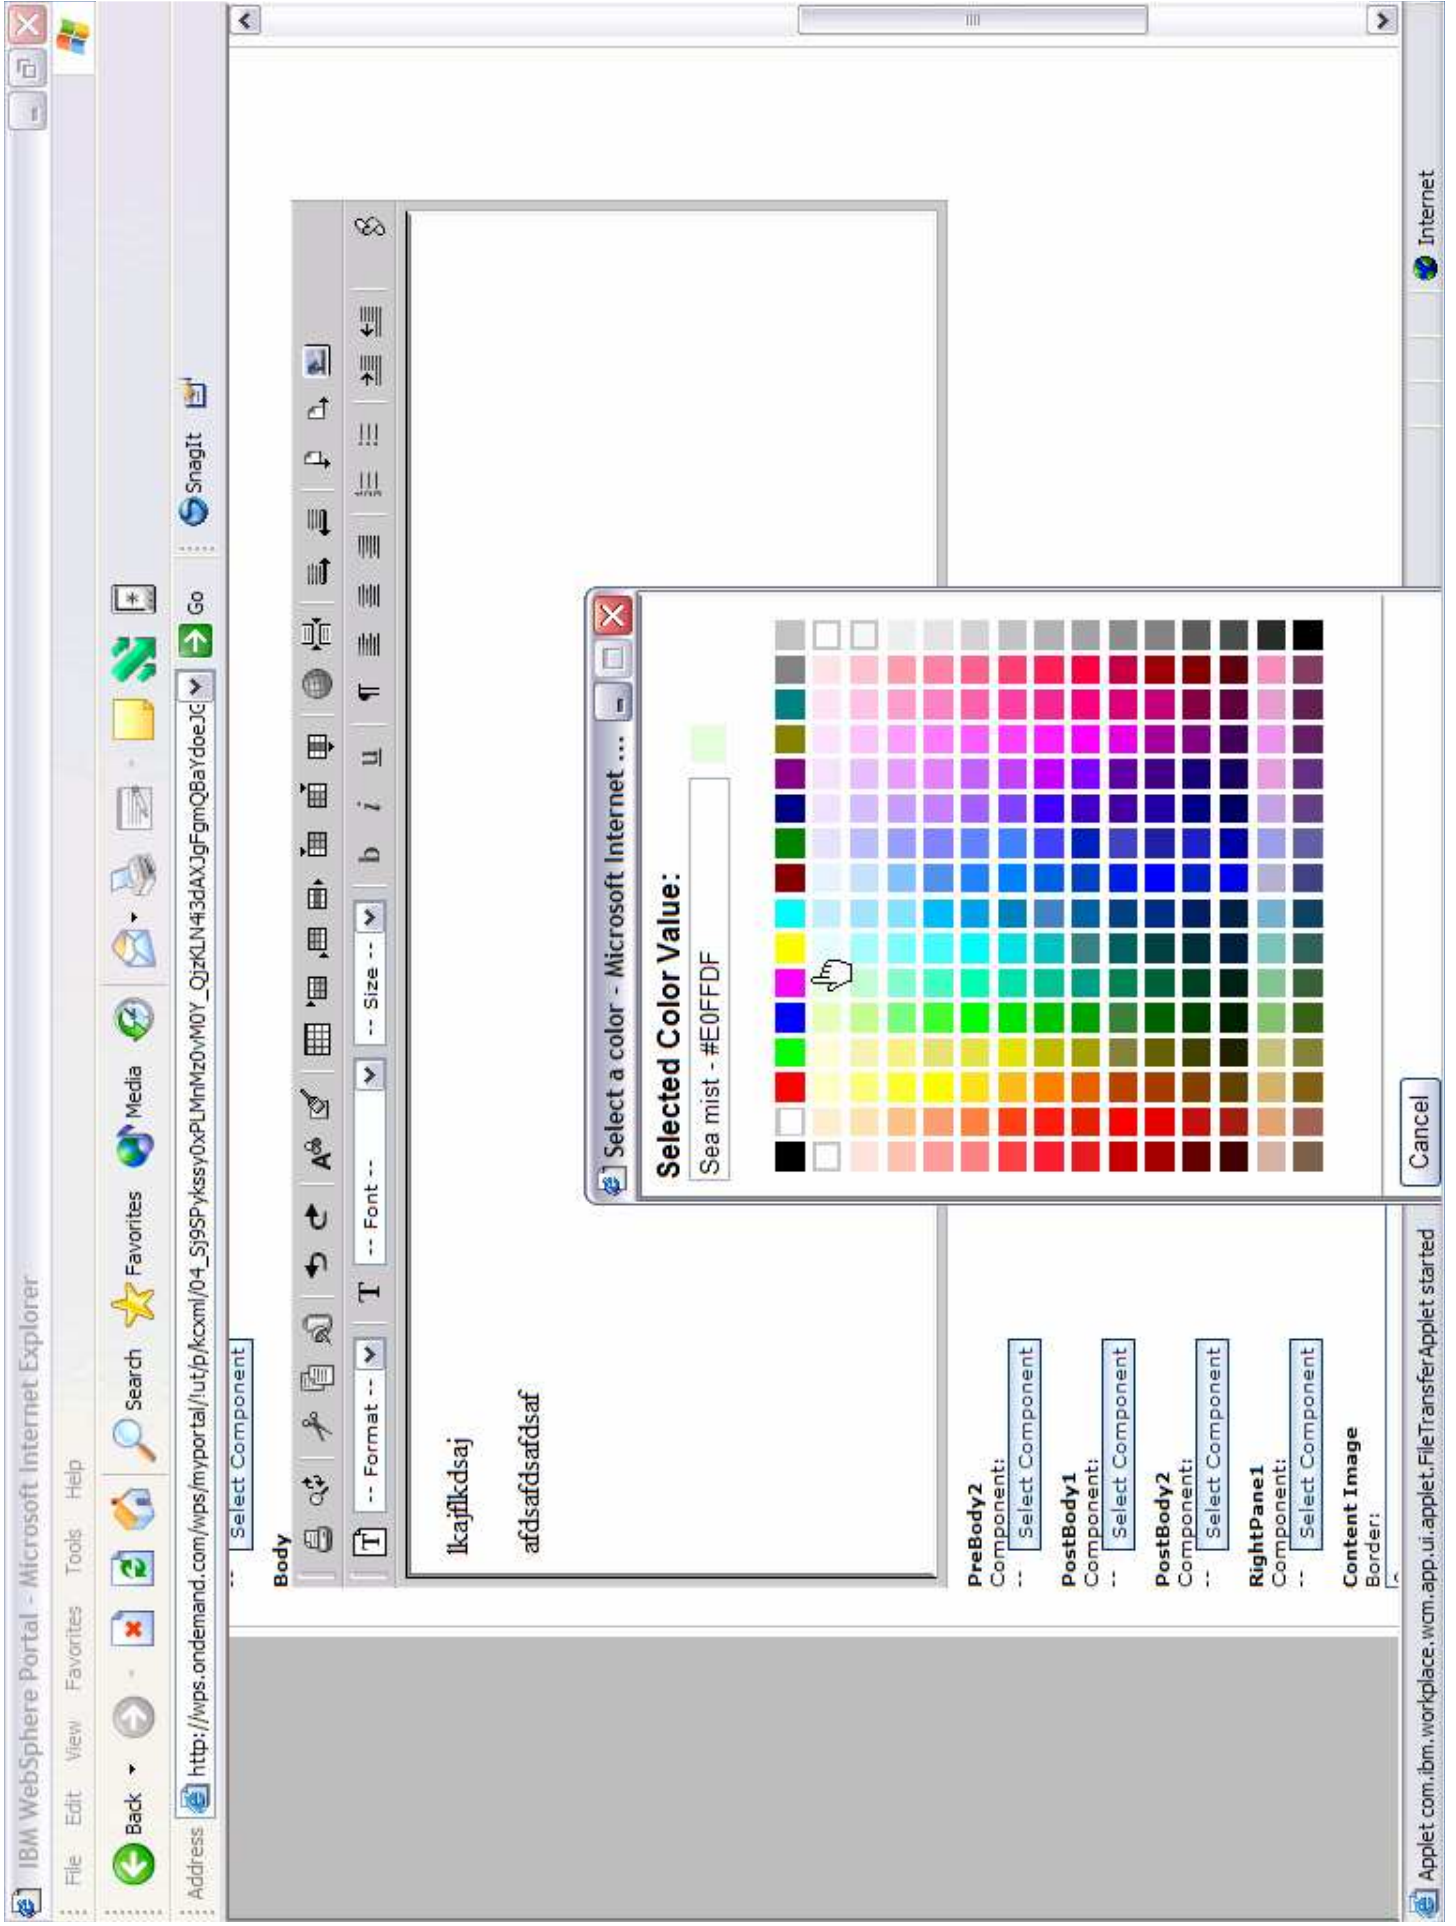 IBM WebSphere Portal - Microsoft Internet Explorer
File Edit View Favorites Tools Help
Back Search Favorites Media
Address http://wps.ondemand.com/wps/myportal/!ut/p/kcxml/04_Sj9SPykssy0xPLMnMz0vM0Y_QjzKLN4i3dAXJgFgmQBaYdoeJG Go SnagIt
--
Select Component
Body
-- Format -- T -- Font -- -- Size -- b i u ¶
lkajflkdsaj
afdsafdsafdsaf
Select a color - Microsoft Internet ...
Selected Color Value:
Sea mist - #E0FFDF
Cancel
PreBody2
Component:
--
Select Component
PostBody1
Component:
--
Select Component
PostBody2
Component:
--
Select Component
RightPane1
Component:
--
Select Component
Content Image
Border:
Applet com.ibm.workplace.wcm.app.ui.applet.FileTransferApplet started Internet